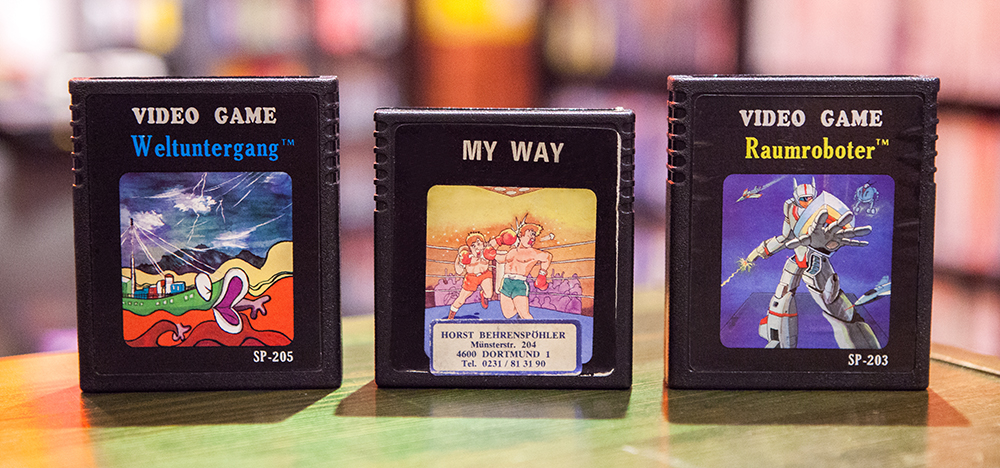 VIDEO GAME
Weltuntergang™
SP-205
MY WAY
HORST BEHRENSPÖHLER
Münsterstr. 204
4600 DORTMUND 1
Tel. 0231 / 81 31 90
VIDEO GAME
Raumroboter™
SP-203